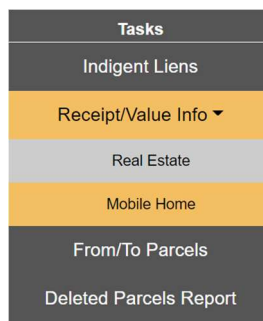 Tasks
Indigent Liens
Receipt/Value Info
Real Estate
Mobile Home
From/To Parcels
Deleted Parcels Report